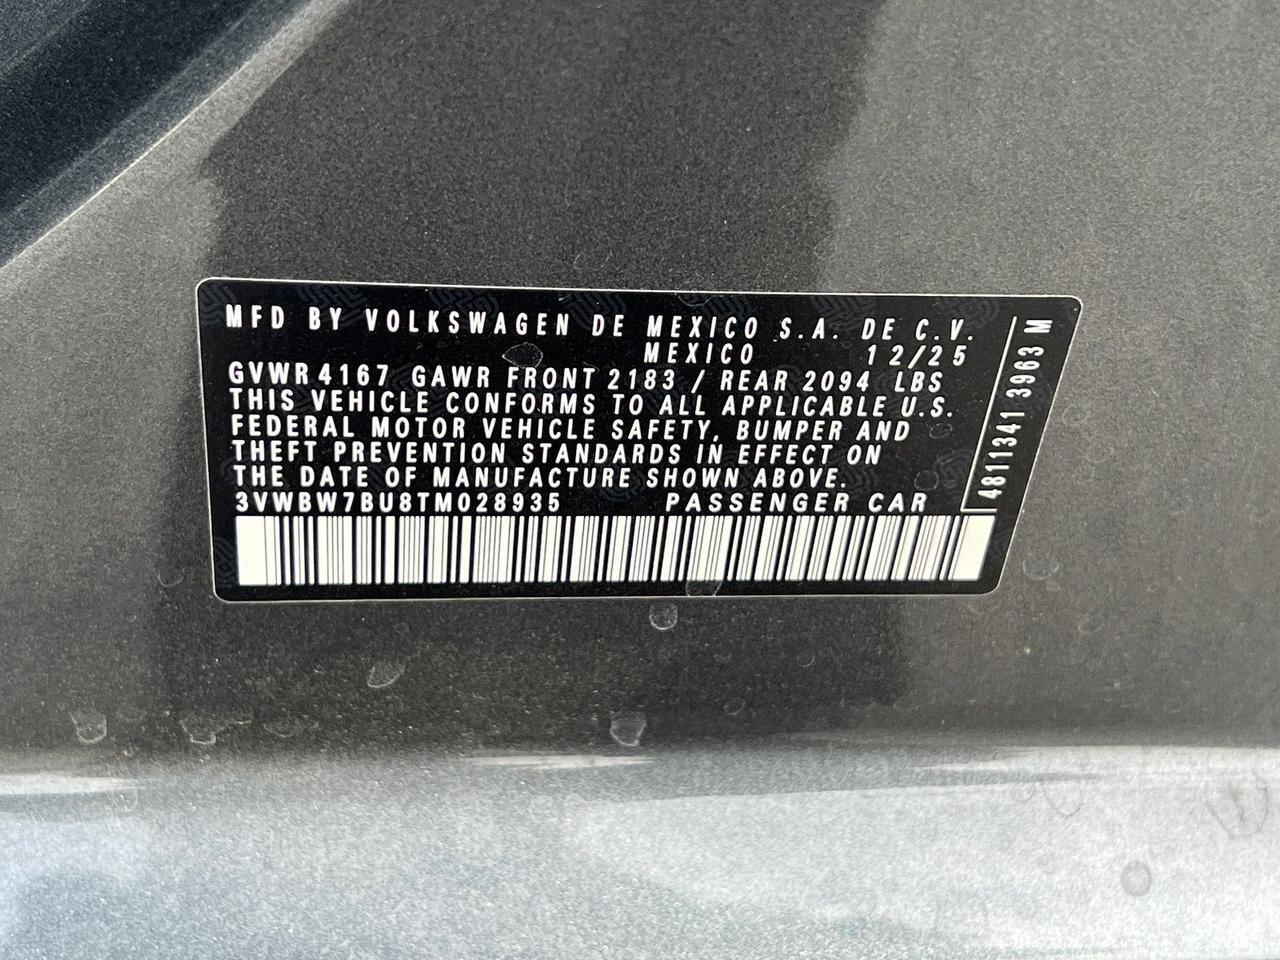 MFD BY VOLKSWAGEN DE MEXICO S.A. DE C.V.
MEXICO 12/25
GVWR 4167 GAWR FRONT 2183 / REAR 2094 LBS
THIS VEHICLE CONFORMS TO ALL APPLICABLE U.S.
FEDERAL MOTOR VEHICLE SAFETY, BUMPER AND
THEFT PREVENTION STANDARDS IN EFFECT ON
THE DATE OF MANUFACTURE SHOWN ABOVE.
3VWBW7BU8TM028935 PASSENGER CAR
4811341 3963 M